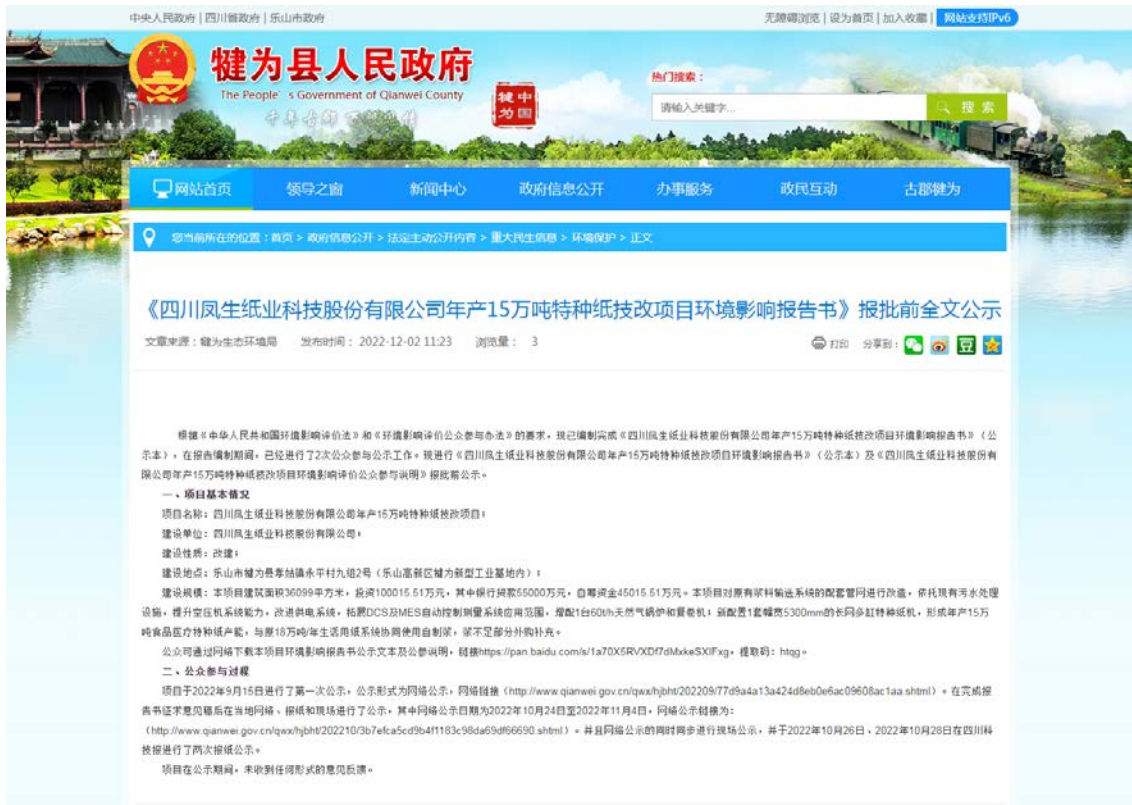 中央人民政府 | 四川省政府 | 乐山市政府
无障碍浏览 | 设为首页 | 加入收藏 | 网站支持IPv6
犍为县人民政府
The People's Government of Qianwei County
中国犍为
热门搜索：
请输入关键字...
搜索
网站首页 领导之窗 新闻中心 政府信息公开 办事服务 政民互动 古郡犍为
您当前所在的位置：首页 > 政府信息公开 > 法定主动公开内容 > 重大民生信息 > 环境保护 > 正文
《四川凤生纸业科技股份有限公司年产15万吨特种纸技改项目环境影响报告书》报批前全文公示
文章来源：犍为生态环境局 发布时间：2022-12-02 11:23 浏览量：3
打印 分享到：
根据《中华人民共和国环境影响评价法》和《环境影响评价公众参与办法》的要求，现已编制完成《四川凤生纸业科技股份有限公司年产15万吨特种纸技改项目环境影响报告书》（公
示本），在报告编制期间，已经进行了2次公众参与公示工作。现进行《四川凤生纸业科技股份有限公司年产15万吨特种纸技改项目环境影响报告书》（公示本）及《四川凤生纸业科技股份有
限公司年产15万吨特种纸技改项目环境影响评价公众参与说明》报批前公示。
一、项目基本情况
项目名称：四川凤生纸业科技股份有限公司年产15万吨特种纸技改项目；
建设单位：四川凤生纸业科技股份有限公司；
建设性质：改建；
建设地点：乐山市犍为县孝姑镇永平村九组2号（乐山高新区犍为新型工业基地内）；
建设规模：本项目建筑面积36099平方米，投资100015.51万元，其中银行贷款55000万元，自筹资金45015.51万元。本项目对原有浆料输送系统的配套管网进行改造，依托现有污水处理
设施，提升空压机系统能力，改进供电系统，拓展DCS及MES自动控制测量系统应用范围，增配1台60t/h天然气锅炉和复卷机；新配置1套幅宽5300mm的长网多缸特种纸机，形成年产15万
吨食品医疗特种纸产能，与原18万吨/年生活用纸系统协同使用自制浆，浆不足部分外购补充。
公众可通过网络下载本项目环境影响报告书公示文本及公参说明，链接https://pan.baidu.com/s/1a70X5RVXDf7dMxkeSXIFxg，提取码：htqg。
二、公众参与过程
项目于2022年9月15日进行了第一次公示，公示形式为网络公示，网络链接（http://www.qianwei.gov.cn/qwx/hjbht/202209/77d9a4a13a424d8eb0e6ac09608ac1aa.shtml）。在完成报
告书征求意见稿后在当地网络、报纸和现场进行了公示，其中网络公示日期为2022年10月24日至2022年11月4日，网络公示链接为：
（http://www.qianwei.gov.cn/qwx/hjbht/202210/3b7efca5cd9b4f1183c98da69df66690.shtml）。并且网络公示的同时同步进行现场公示，并于2022年10月26日、2022年10月28日在四川科
技报进行了两次报纸公示。
项目在公示期间，未收到任何形式的意见反馈。